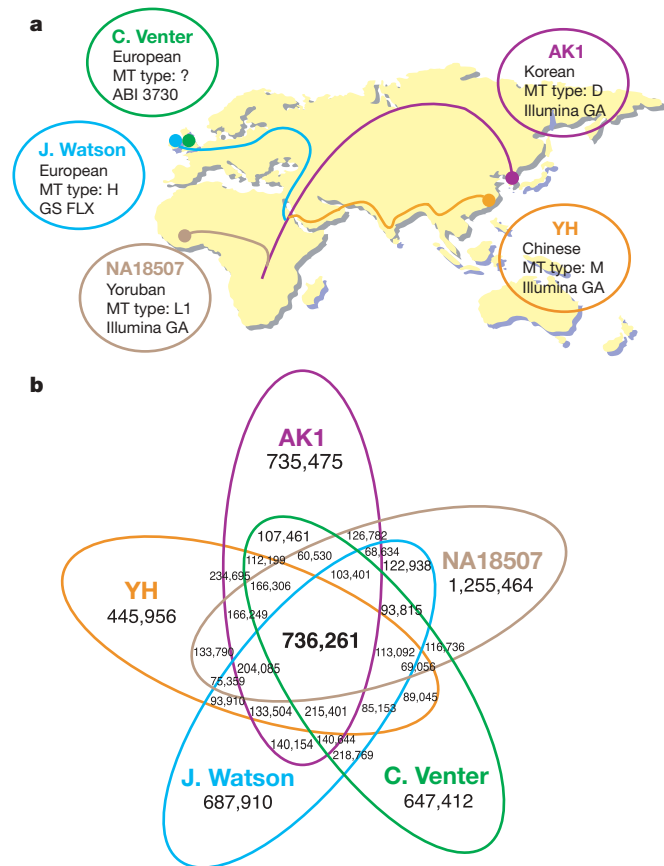 a
C. Venter
European
MT type: ?
ABI 3730
AK1
Korean
MT type: D
Illumina GA
J. Watson
European
MT type: H
GS FLX
YH
Chinese
MT type: M
Illumina GA
NA18507
Yoruban
MT type: L1
Illumina GA
b
AK1
735,475
107,461
126,782
112,199
60,530
68,634
122,938
NA18507
1,255,464
234,695
166,306
103,401
YH
445,956
166,249
93,815
736,261
133,790
113,092
116,736
204,085
69,056
75,359
93,910
89,045
133,504
215,401
85,153
140,154
140,644
218,769
J. Watson
687,910
C. Venter
647,412